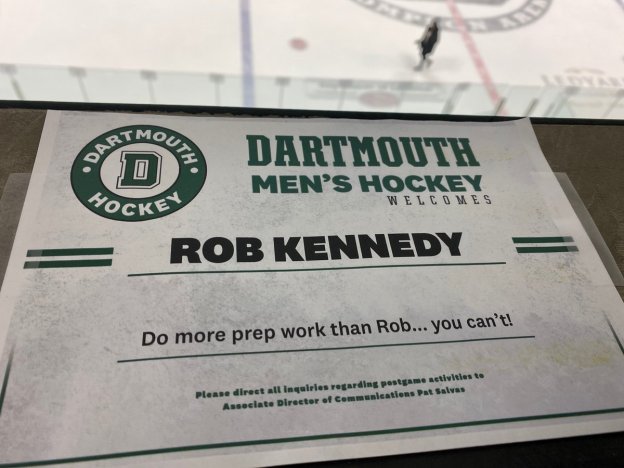 DARTMOUTH
D
HOCKEY
DARTMOUTH
MEN'S HOCKEY
WELCOMES
ROB KENNEDY
Do more prep work than Rob... you can't!
Please direct all inquiries regarding postgame activities to
Associate Director of Communications Pat Salvas
LEDYARD